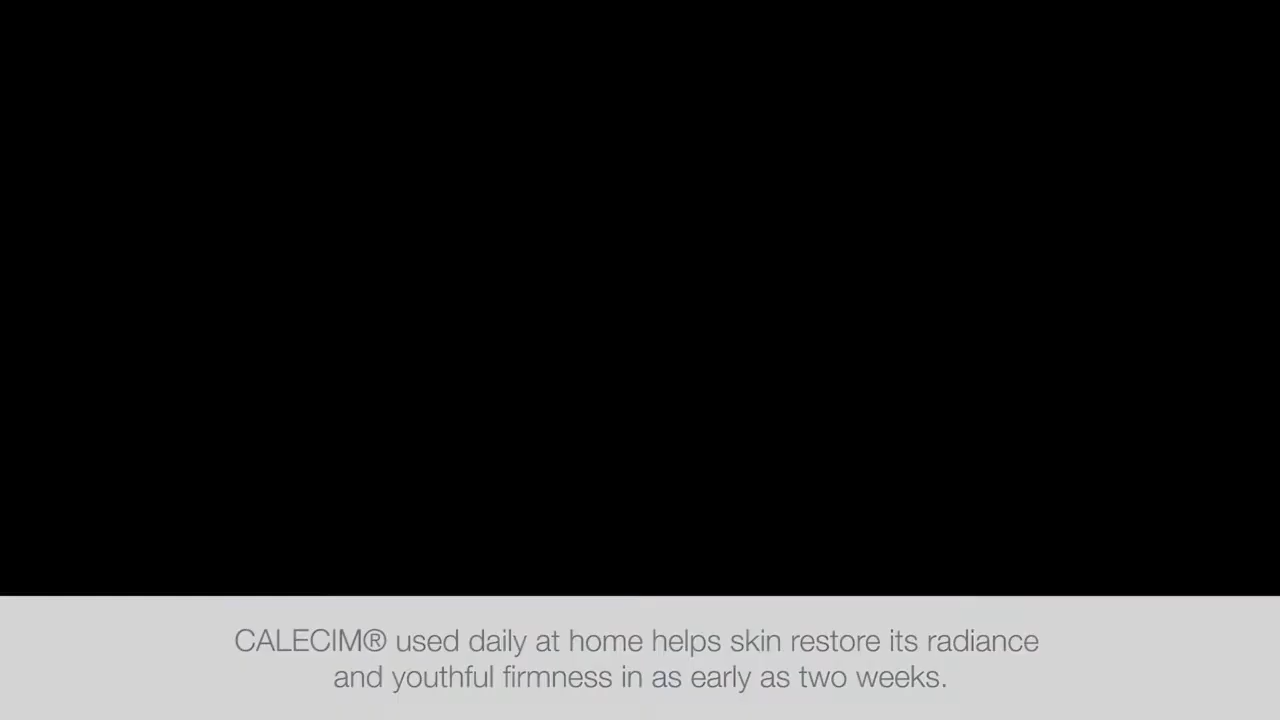 CALECIM® used daily at home helps skin restore its radiance
and youthful firmness in as early as two weeks.